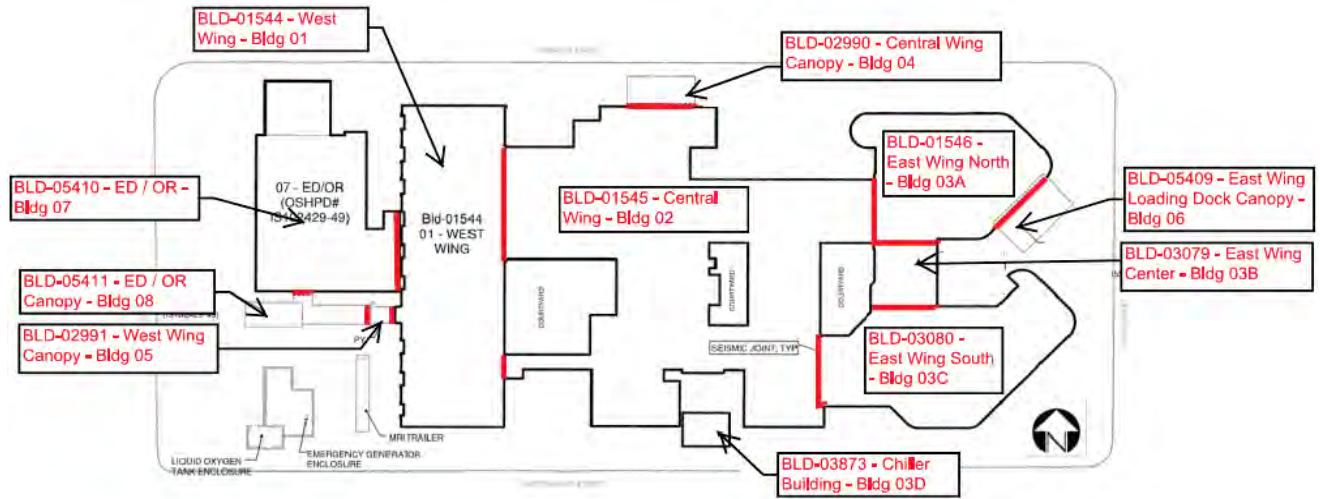 BLD-01544 - West
Wing - Bldg 01
BLD-02990 - Central Wing
Canopy - Bldg 04
BLD-01546 -
East Wing North
- Bldg 03A
BLD-05410 - ED / OR -
Bldg 07
07 - ED/OR
(OSHPD#
BLD-05409 - East Wing
Loading Dock Canopy -
Bldg 06
Bld-01544
01 - WEST
WING
BLD-01545 - Central
Wing - Bldg 02
BLD-03079 - East Wing
Center - Bldg 03B
BLD-05411 - ED / OR
Canopy - Bldg 08
COURTYARD
COURTYARD
COURTYARD
BLD-02991 - West Wing
Canopy - Bldg 05
SEISMIC JOINT, TYP
BLD-03080 -
East Wing South
- Bldg 03C
MRI TRAILER
EMERGENCY GENERATOR
ENCLOSURE
LIQUID OXYGEN
TANK ENCLOSURE
N
BLD-03873 - Chiller
Building - Bldg 03D